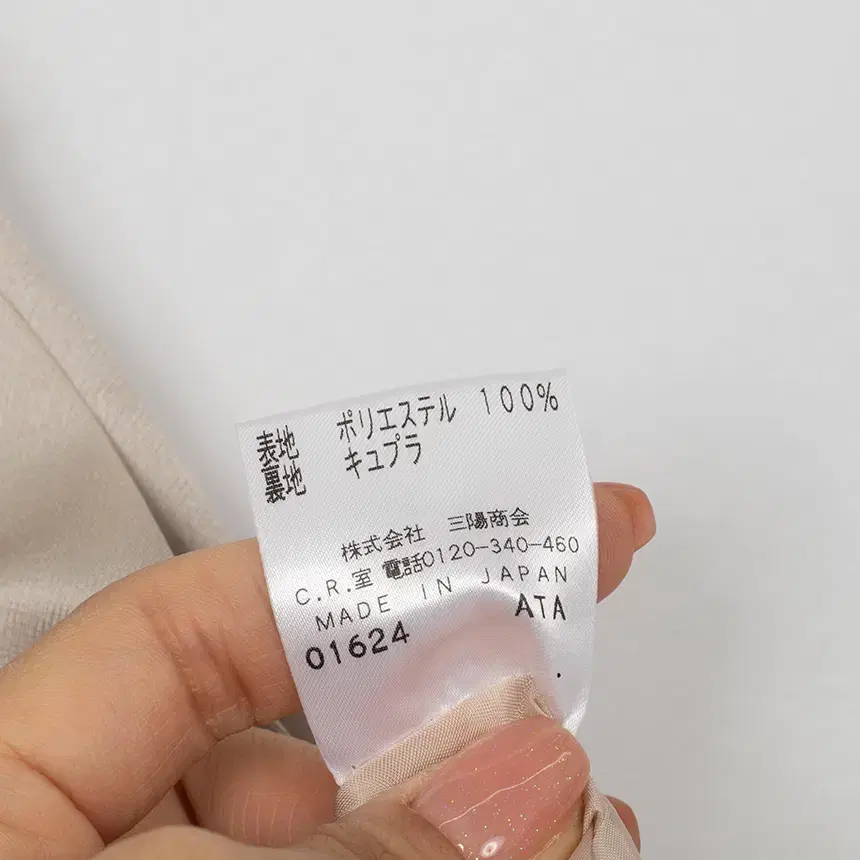 表地 ポリエステル 100%
裏地 キュプラ
株式会社 三陽商会
C.R.室 電話0120-340-460
MADE IN JAPAN
01624 ATA